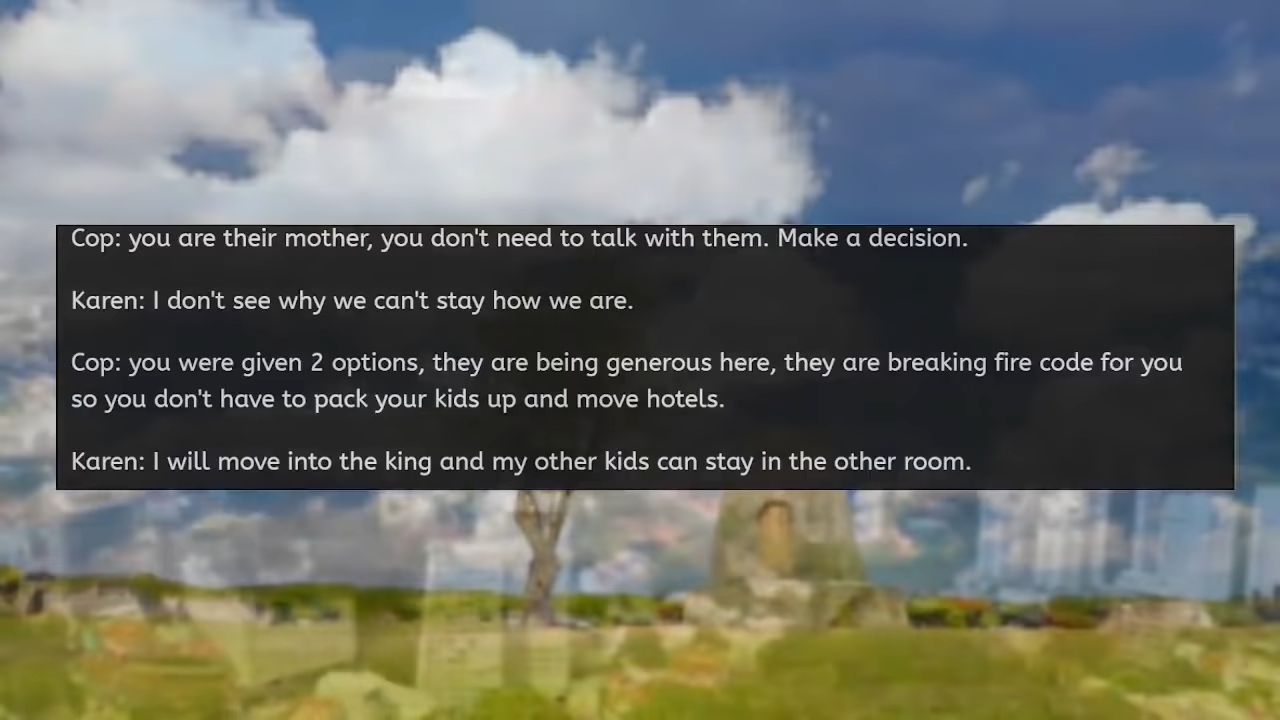 Cop: you are their mother, you don't need to talk with them. Make a decision.
Karen: I don't see why we can't stay how we are.
Cop: you were given 2 options, they are being generous here, they are breaking fire code for you
so you don't have to pack your kids up and move hotels.
Karen: I will move into the king and my other kids can stay in the other room.